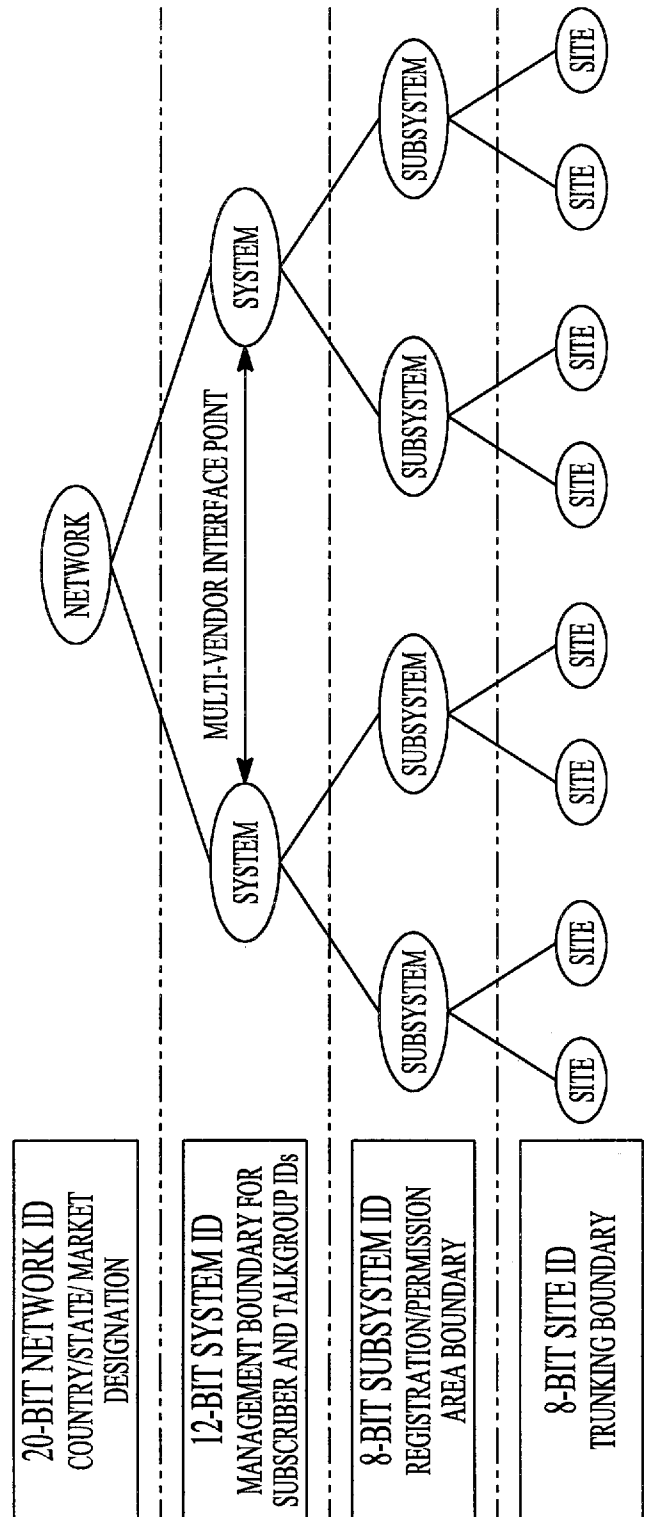 20-BIT NETWORK ID
COUNTRY/STATE/MARKET
DESIGNATION
NETWORK
12-BIT SYSTEM ID
MANAGEMENT BOUNDARY FOR
SUBSCRIBER AND TALKGROUP IDs
SYSTEM
MULTI-VENDOR INTERFACE POINT
SYSTEM
8-BIT SUBSYSTEM ID
REGISTRATION/PERMISSION
AREA BOUNDARY
SUBSYSTEM
SUBSYSTEM
SUBSYSTEM
SUBSYSTEM
8-BIT SITE ID
TRUNKING BOUNDARY
SITE
SITE
SITE
SITE
SITE
SITE
SITE
SITE